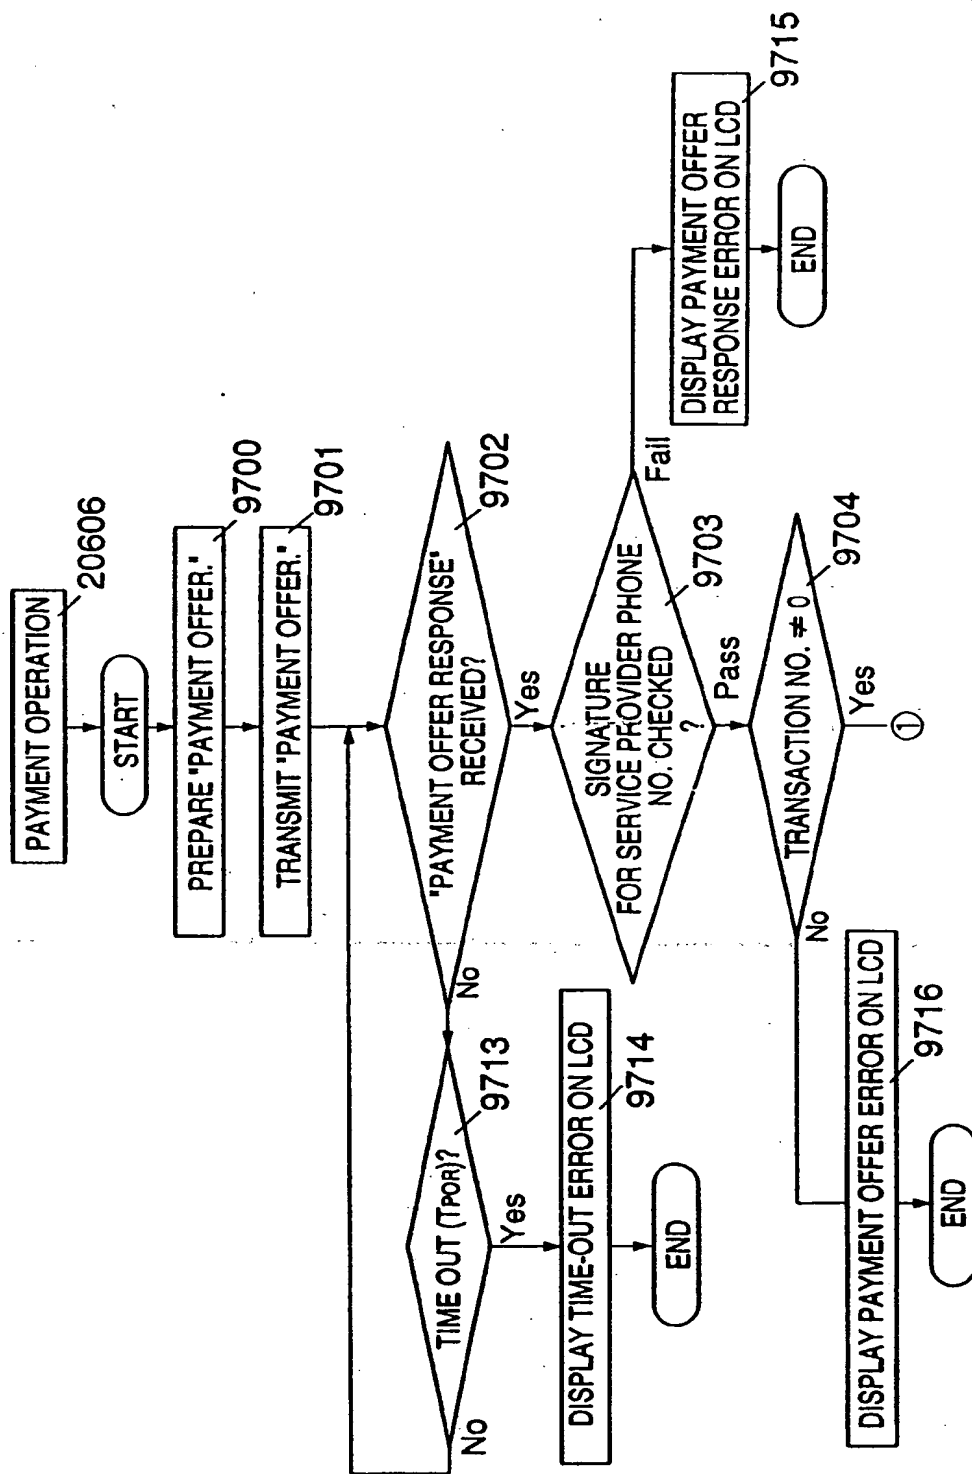 PAYMENT OPERATION
20606
START
PREPARE "PAYMENT OFFER."
9700
TRANSMIT "PAYMENT OFFER."
9701
"PAYMENT OFFER RESPONSE"
RECEIVED?
9702
No
Yes
TIME OUT (TPOR)?
9713
No
Yes
DISPLAY TIME-OUT ERROR ON LCD
9714
END
SIGNATURE
FOR SERVICE PROVIDER PHONE
NO. CHECKED
?
9703
Fail
Pass
DISPLAY PAYMENT OFFER
RESPONSE ERROR ON LCD
9715
END
TRANSACTION NO. ≠ 0
9704
No
Yes
1
DISPLAY PAYMENT OFFER ERROR ON LCD
9716
END